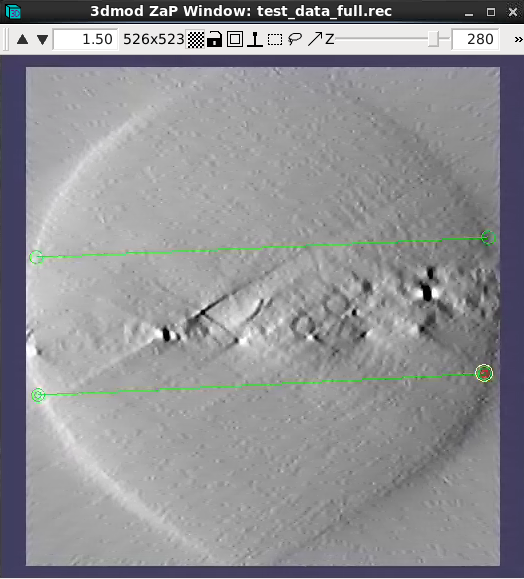 3dmod ZaP Window: test_data_full.rec
1.50 526x523 Z 280 »